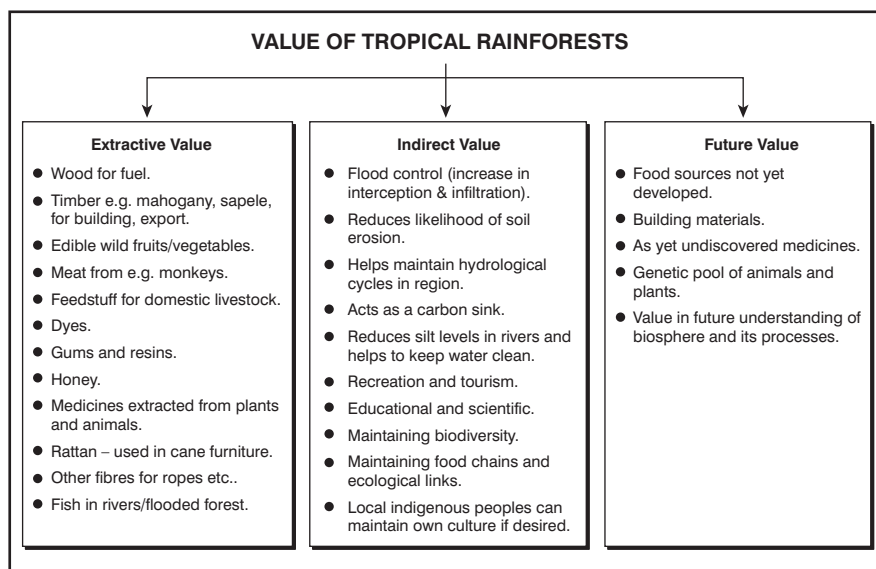 VALUE OF TROPICAL RAINFORESTS
Extractive Value
● Wood for fuel.
● Timber e.g. mahogany, sapele,
for building, export.
● Edible wild fruits/vegetables.
● Meat from e.g. monkeys.
● Feedstuff for domestic livestock.
● Dyes.
● Gums and resins.
● Honey.
● Medicines extracted from plants
and animals.
● Rattan – used in cane furniture.
● Other fibres for ropes etc..
● Fish in rivers/flooded forest.
Indirect Value
● Flood control (increase in
interception & infiltration).
● Reduces likelihood of soil
erosion.
● Helps maintain hydrological
cycles in region.
● Acts as a carbon sink.
● Reduces silt levels in rivers and
helps to keep water clean.
● Recreation and tourism.
● Educational and scientific.
● Maintaining biodiversity.
● Maintaining food chains and
ecological links.
● Local indigenous peoples can
maintain own culture if desired.
Future Value
● Food sources not yet
developed.
● Building materials.
● As yet undiscovered medicines.
● Genetic pool of animals and
plants.
● Value in future understanding of
biosphere and its processes.